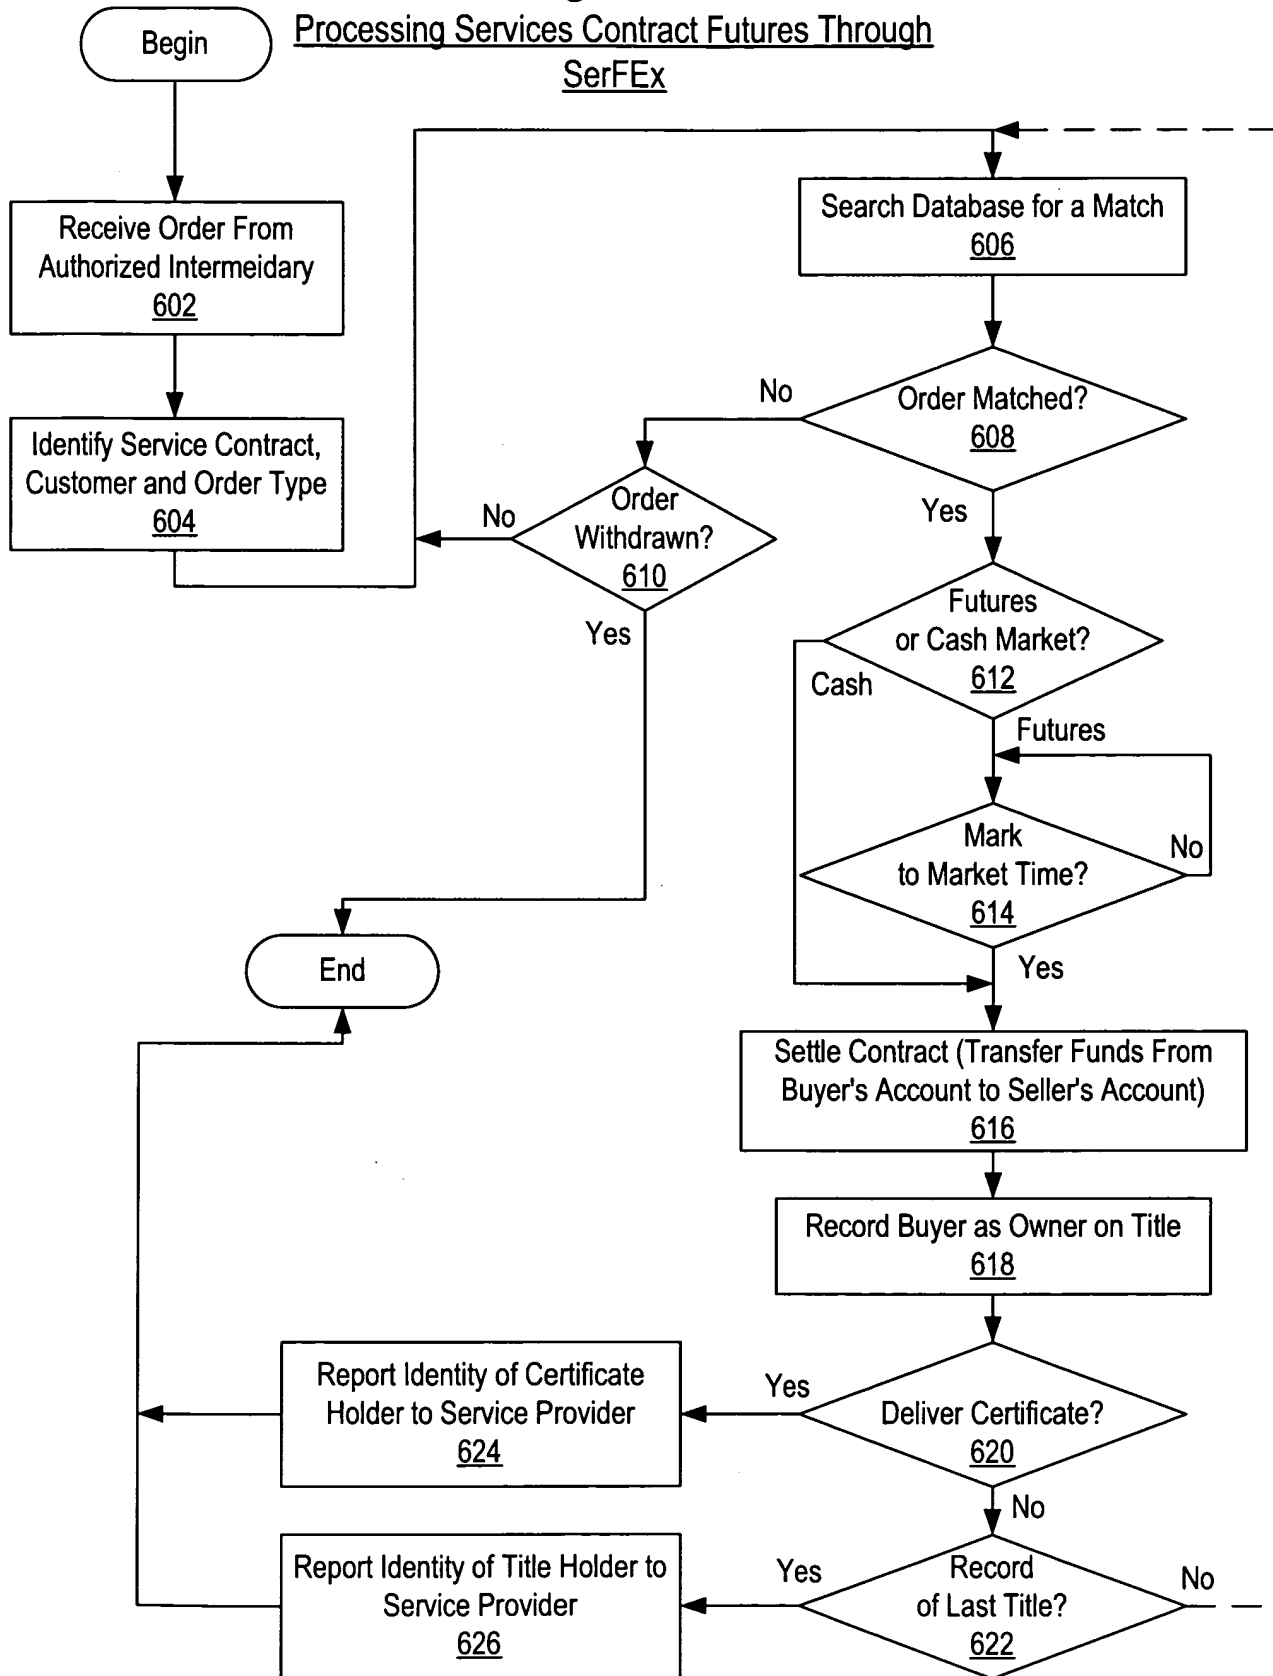 Processing Services Contract Futures Through
SerFEx
Begin
Receive Order From
Authorized Intermeidary
602
Identify Service Contract,
Customer and Order Type
604
Search Database for a Match
606
Order Matched?
608
No
Yes
Order
Withdrawn?
610
No
Yes
Futures
or Cash Market?
612
Cash
Futures
Mark
to Market Time?
614
No
Yes
End
Settle Contract (Transfer Funds From
Buyer's Account to Seller's Account)
616
Record Buyer as Owner on Title
618
Deliver Certificate?
620
Yes
No
Report Identity of Certificate
Holder to Service Provider
624
Record
of Last Title?
622
Yes
No
Report Identity of Title Holder to
Service Provider
626